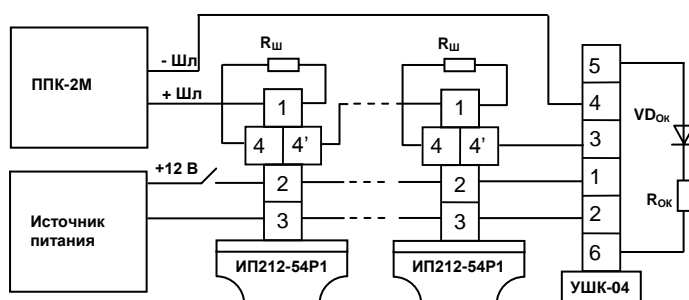 - Шл
ППК-2М
+ Шл
RШ
1
4 4'
RШ
1
4 4'
5
4
3
1
2
6
VDОК
RОК
+12 В
Источник
питания
2
3
2
3
ИП212-54Р1
ИП212-54Р1
УШК-04